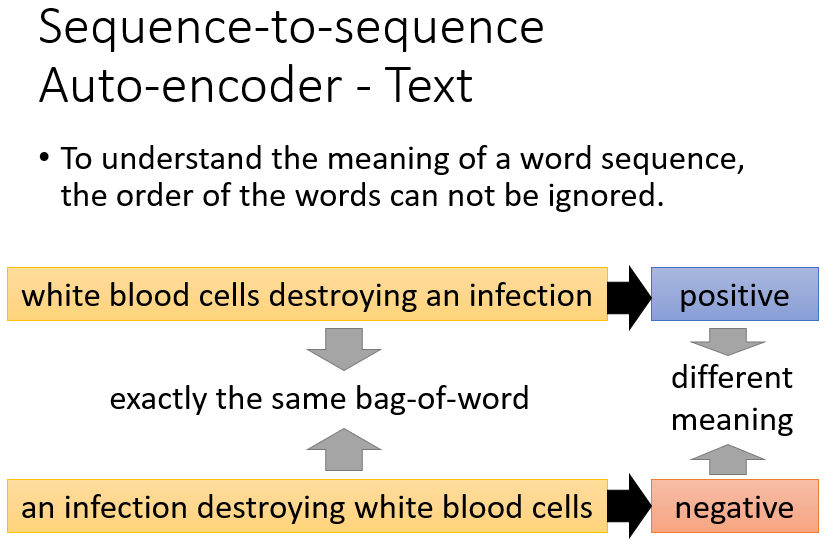 Sequence-to-sequence
Auto-encoder - Text
• To understand the meaning of a word sequence,
the order of the words can not be ignored.
white blood cells destroying an infection
positive
exactly the same bag-of-word
different
meaning
an infection destroying white blood cells
negative